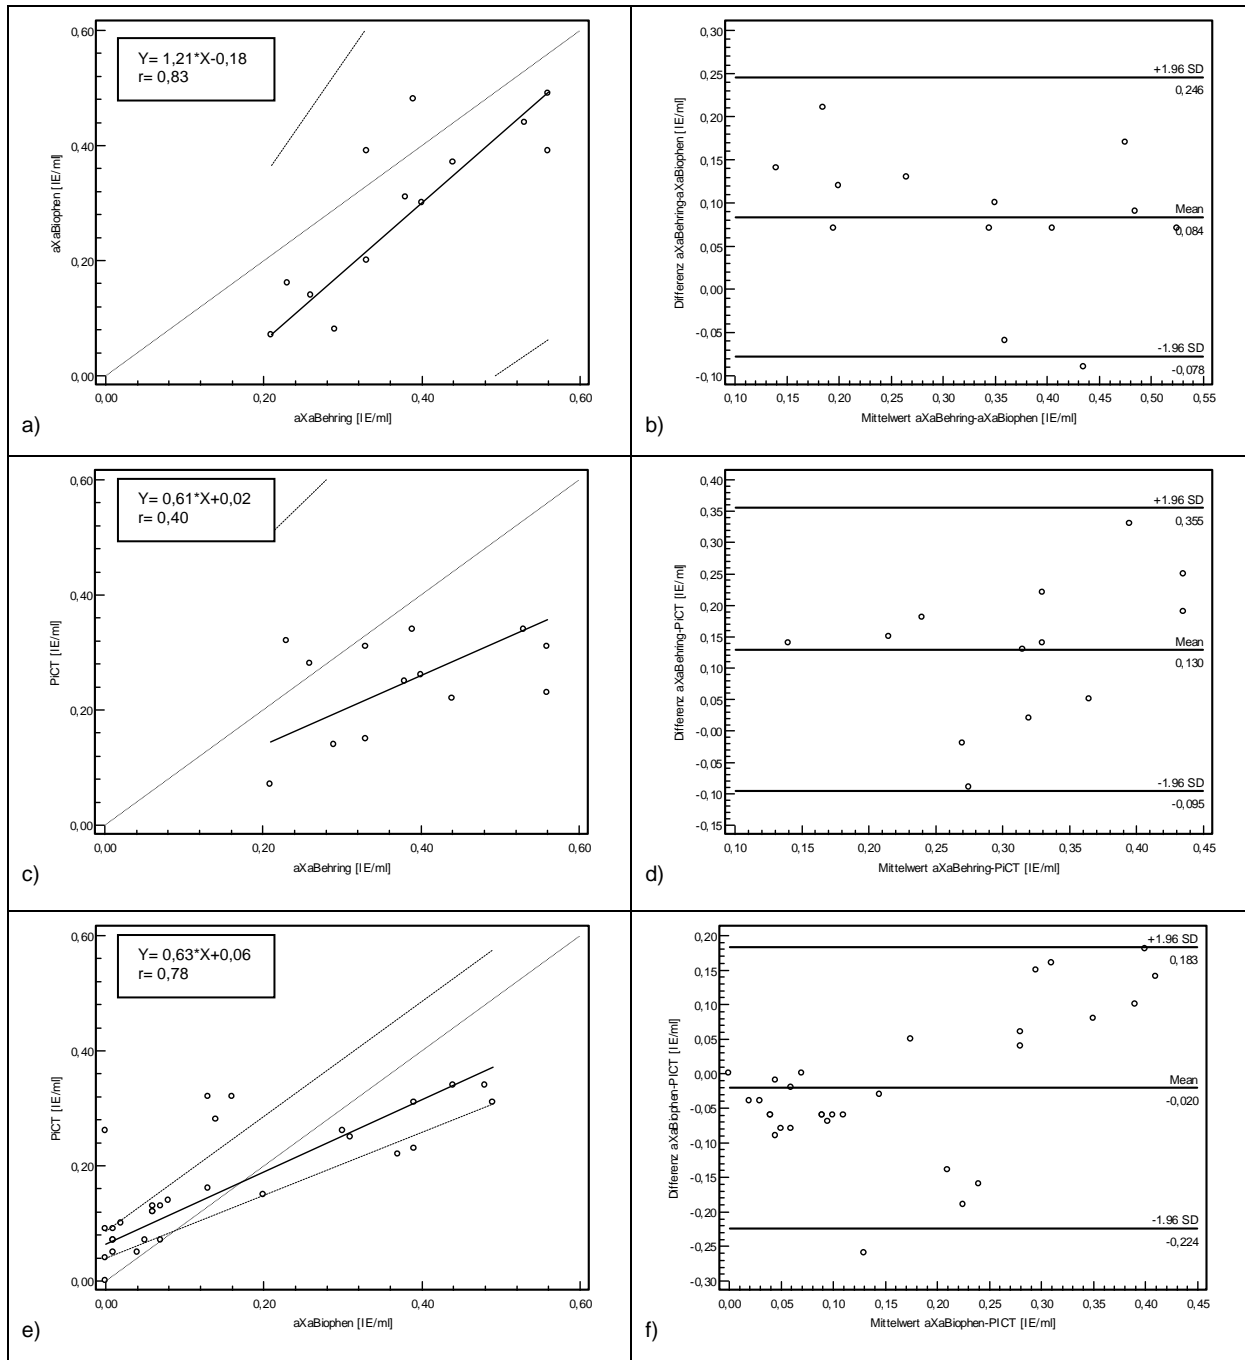 Y= 1,21*X-0,18
r= 0,83
0,60
0,40
0,20
0,00
aXaBiophen [IE/ml]
0,00
0,20
0,40
0,60
aXaBehring [IE/ml]
a)
0,30
0,25
0,20
0,15
0,10
0,05
0,00
-0,05
-0,10
Differenz aXaBehring-aXaBiophen [IE/ml]
+1.96 SD
0,246
Mean
0,084
-1.96 SD
-0,078
0,10
0,15
0,20
0,25
0,30
0,35
0,40
0,45
0,50
0,55
Mittelwert aXaBehring-aXaBiophen [IE/ml]
b)
Y= 0,61*X+0,02
r= 0,40
0,60
0,40
0,20
0,00
PiCT [IE/ml]
0,00
0,20
0,40
0,60
aXaBehring [IE/ml]
c)
0,40
0,35
0,30
0,25
0,20
0,15
0,10
0,05
-0,00
-0,05
-0,10
-0,15
Differenz aXaBehring-PiCT [IE/ml]
+1.96 SD
0,355
Mean
0,130
-1.96 SD
-0,095
0,10
0,15
0,20
0,25
0,30
0,35
0,40
0,45
Mittelwert aXaBehring-PiCT [IE/ml]
d)
Y= 0,63*X+0,06
r= 0,78
0,60
0,40
0,20
0,00
PiCT [IE/ml]
0,00
0,20
0,40
0,60
aXaBiophen [IE/ml]
e)
0,20
0,15
0,10
0,05
0,00
-0,05
-0,10
-0,15
-0,20
-0,25
-0,30
Differenz aXaBiophen-PICT [IE/ml]
+1.96 SD
0,183
Mean
-0,020
-1.96 SD
-0,224
0,00
0,05
0,10
0,15
0,20
0,25
0,30
0,35
0,40
0,45
Mittelwert aXaBiophen-PICT [IE/ml]
f)